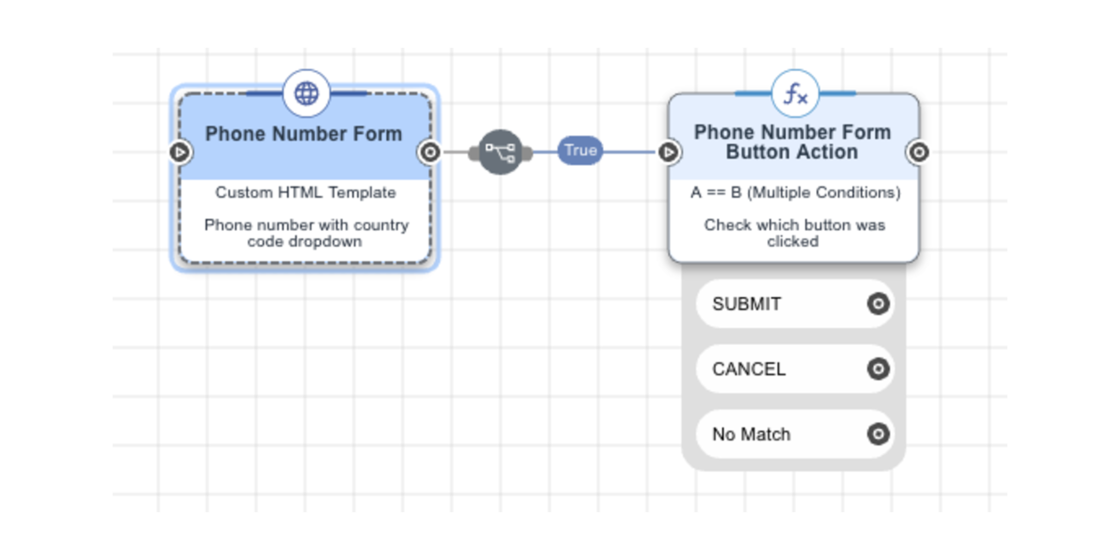 Phone Number Form
Custom HTML Template
Phone number with country
code dropdown
True
fx
Phone Number Form
Button Action
A == B (Multiple Conditions)
Check which button was
clicked
SUBMIT
CANCEL
No Match